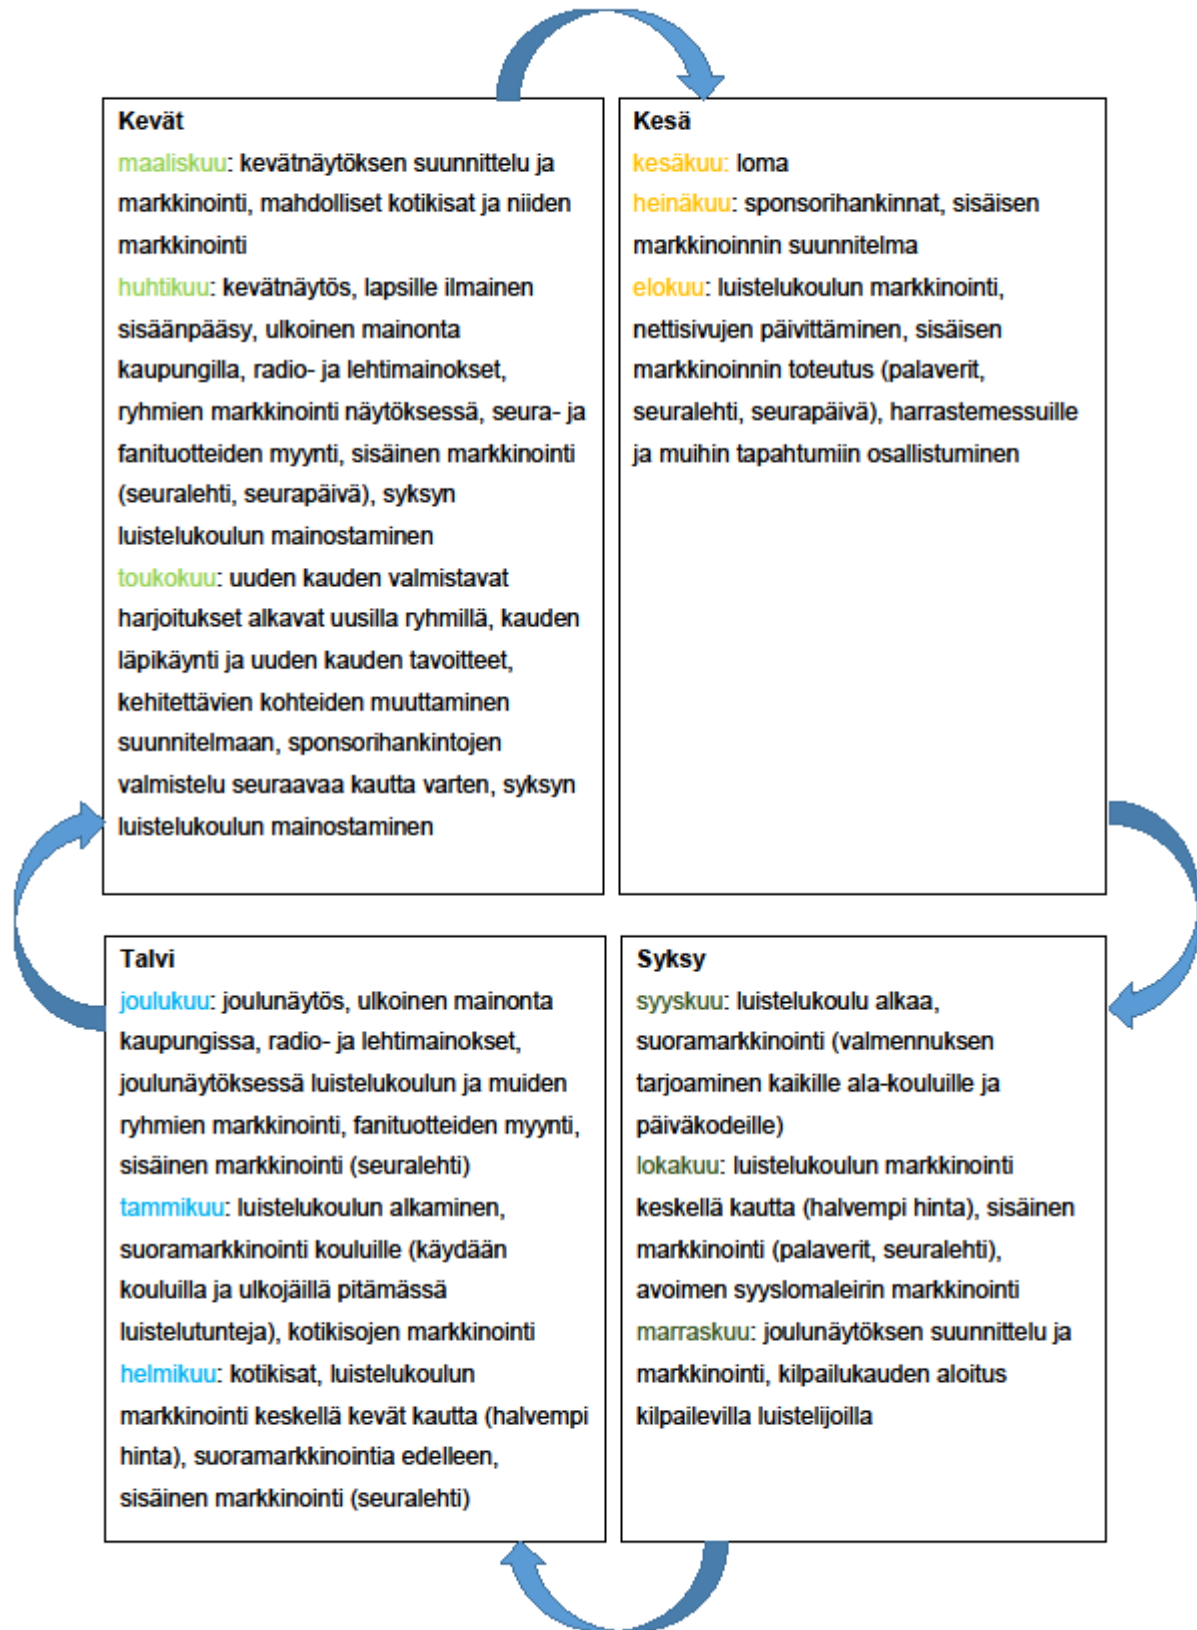 Kevät
maaliskuu: kevätnäytöksen suunnittelu ja
markkinointi, mahdolliset kotikisat ja niiden
markkinointi
huhtikuu: kevätnäytös, lapsille ilmainen
sisäänpääsy, ulkoinen mainonta
kaupungilla, radio- ja lehtimainokset,
ryhmien markkinointi näytöksessä, seura- ja
fanituotteiden myynti, sisäinen markkinointi
(seuralehti, seurapäivä), syksyn
luistelukoulun mainostaminen
toukokuu: uuden kauden valmistavat
harjoitukset alkavat uusilla ryhmillä, kauden
läpikäynti ja uuden kauden tavoitteet,
kehitettävien kohteiden muuttaminen
suunnitelmaan, sponsorihankintojen
valmistelu seuraavaa kautta varten, syksyn
luistelukoulun mainostaminen
Kesä
kesäkuu: loma
heinäkuu: sponsorihankinnat, sisäisen
markkinoinnin suunnitelma
elokuu: luistelukoulun markkinointi,
nettisivujen päivittäminen, sisäisen
markkinoinnin toteutus (palaverit,
seuralehti, seurapäivä), harrastemessuille
ja muihin tapahtumiin osallistuminen
Talvi
joulukuu: joulunäytös, ulkoinen mainonta
kaupungissa, radio- ja lehtimainokset,
joulunäytöksessä luistelukoulun ja muiden
ryhmien markkinointi, fanituotteiden myynti,
sisäinen markkinointi (seuralehti)
tammikuu: luistelukoulun alkaminen,
suoramarkkinointi kouluille (käydään
kouluilla ja ulkojäillä pitämässä
luistelutunteja), kotikisojen markkinointi
helmikuu: kotikisat, luistelukoulun
markkinointi keskellä kevät kautta (halvempi
hinta), suoramarkkinointia edelleen,
sisäinen markkinointi (seuralehti)
Syksy
syyskuu: luistelukoulu alkaa,
suoramarkkinointi (valmennuksen
tarjoaminen kaikille ala-kouluille ja
päiväkodeille)
lokakuu: luistelukoulun markkinointi
keskellä kautta (halvempi hinta), sisäinen
markkinointi (palaverit, seuralehti),
avoimen syyslomaleirin markkinointi
marraskuu: joulunäytöksen suunnittelu ja
markkinointi, kilpailukauden aloitus
kilpailevilla luistelijoilla